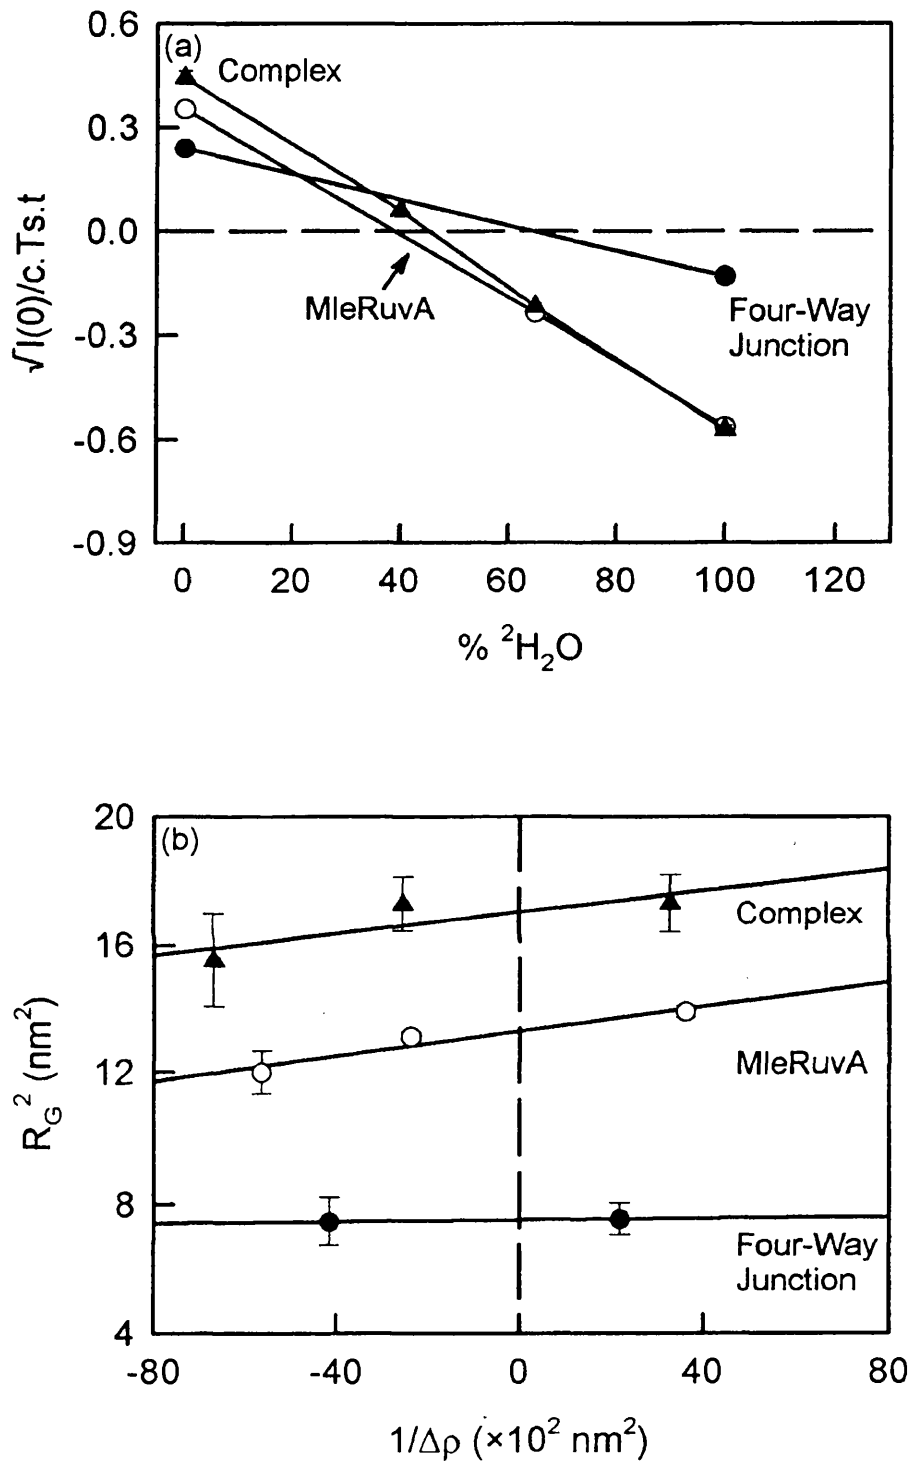 0.6
(a)
Complex
0.3
0.0
MleRuvA
Four-Way
Junction
-0.3
-0.6
-0.9
√I(0)/c.Ts.t
0 20 40 60 80 100 120
% ²H₂O
20
(b)
Complex
16
MleRuvA
12
8
Four-Way
Junction
4
R_G² (nm²)
-80 -40 0 40 80
1/Δρ (×10² nm²)